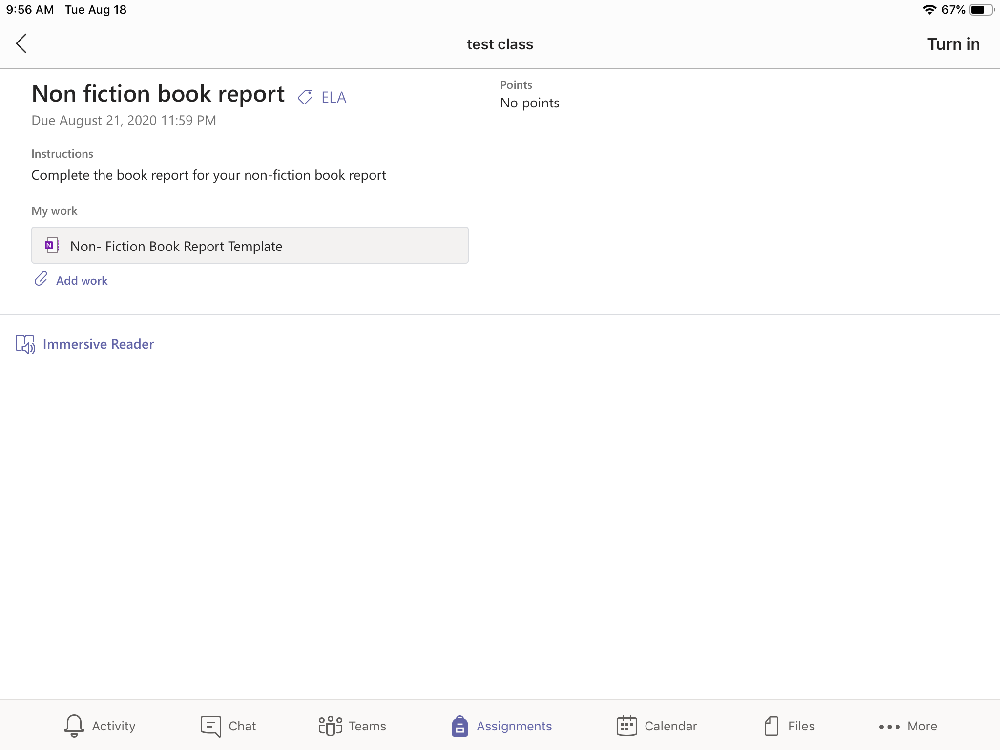 9:56 AM Tue Aug 18 67%
test class
Turn in
Non fiction book report ELA
Due August 21, 2020 11:59 PM
Points
No points
Instructions
Complete the book report for your non-fiction book report
My work
N Non- Fiction Book Report Template
Add work
Immersive Reader
Activity Chat Teams Assignments Calendar Files More